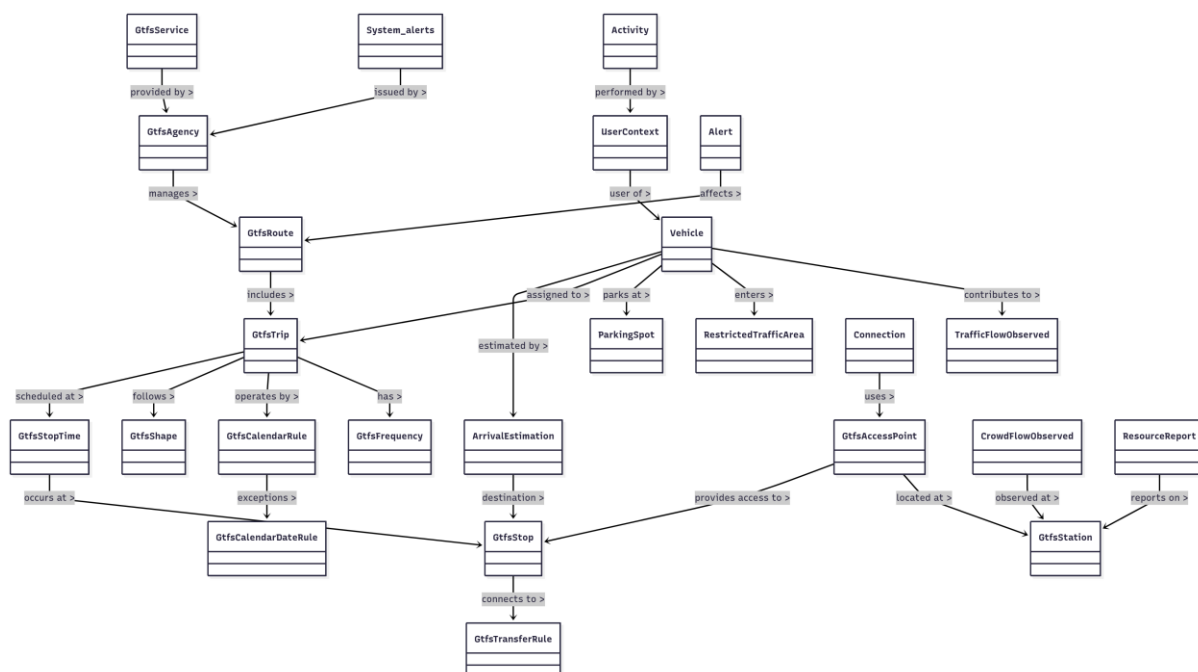 GtfsService
System_alerts
Activity
provided by >
issued by >
performed by >
GtfsAgency
UserContext
Alert
manages >
user of >
affects >
GtfsRoute
Vehicle
includes >
assigned to >
parks at >
enters >
contributes to >
GtfsTrip
estimated by >
ParkingSpot
RestrictedTrafficArea
Connection
TrafficFlowObserved
scheduled at >
follows >
operates by >
has >
uses >
GtfsStopTime
GtfsShape
GtfsCalendarRule
GtfsFrequency
ArrivalEstimation
GtfsAccessPoint
CrowdFlowObserved
ResourceReport
occurs at >
exceptions >
destination >
provides access to >
located at >
observed at >
reports on >
GtfsCalendarDateRule
GtfsStop
GtfsStation
connects to >
GtfsTransferRule